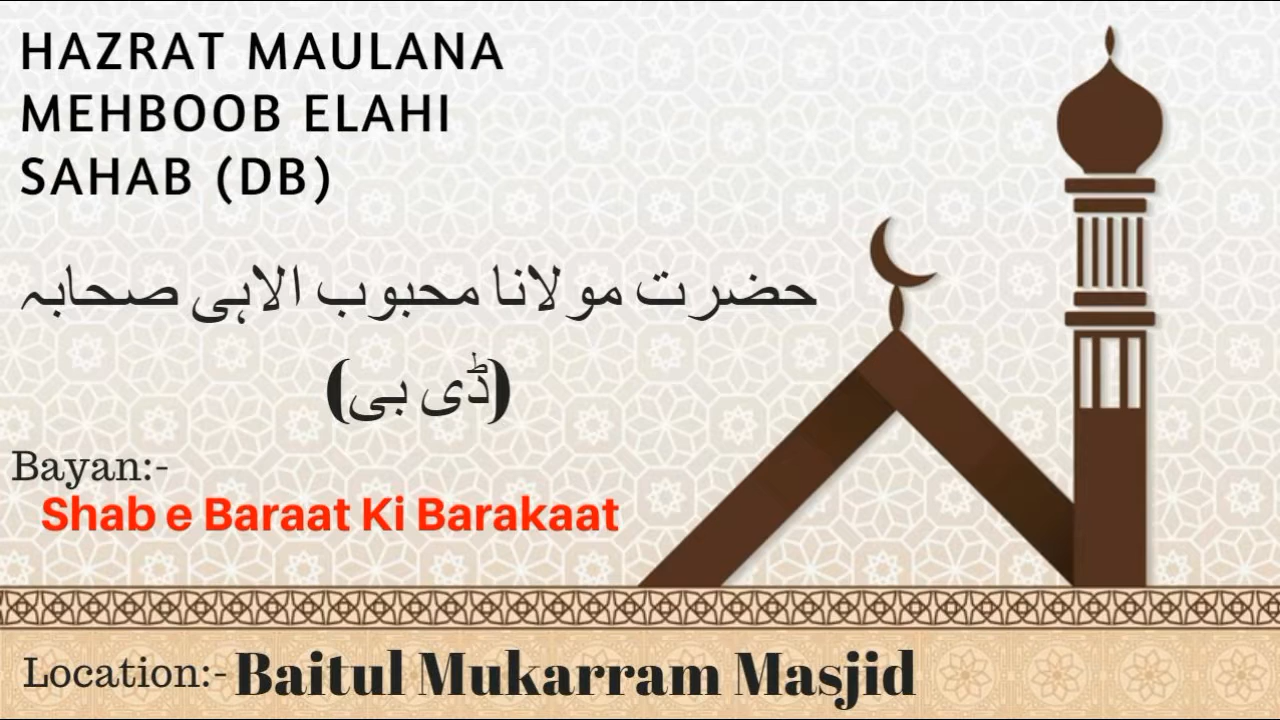 HAZRAT MAULANA
MEHBOOB ELAHI
SAHAB (DB)
حضرت مولانا محبوب الاہی صحابہ
(ڈی بی)
Bayan:-
Shab e Baraat Ki Barakaat
Location:- Baitul Mukarram Masjid